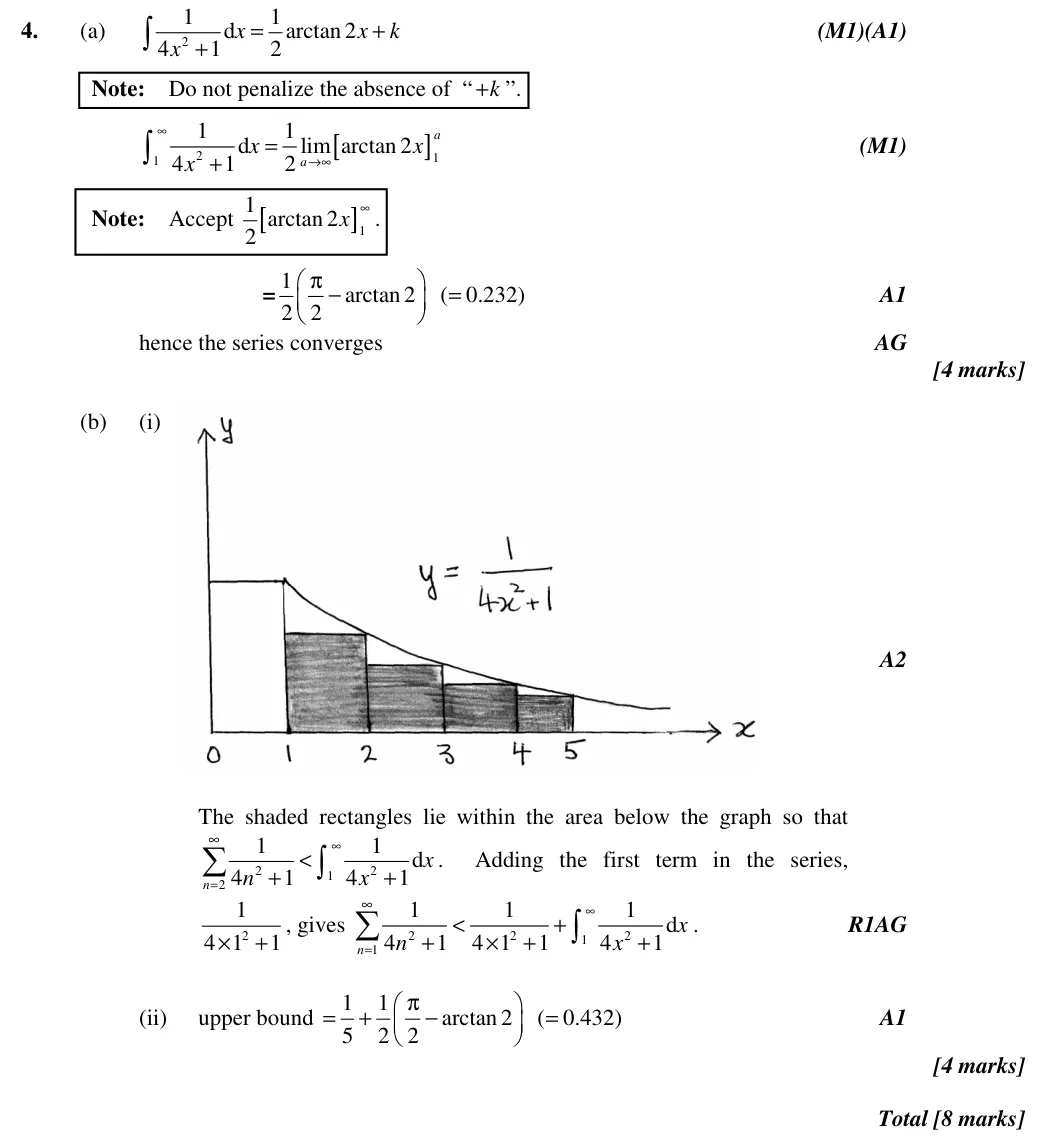 4. (a) ∫ 1/(4x² + 1) dx = 1/2 arctan 2x + k (M1)(A1)
Note: Do not penalize the absence of “+k”.
∫₁^∞ 1/(4x² + 1) dx = 1/2 lim_{a→∞} [arctan 2x]₁^a (M1)
Note: Accept 1/2 [arctan 2x]₁^∞ .
= 1/2 (π/2 − arctan 2) (= 0.232) A1
hence the series converges AG
[4 marks]
(b) (i)
y
y = 1/(4x² + 1)
A2
x
0 1 2 3 4 5
The shaded rectangles lie within the area below the graph so that
∑_{n=2}^∞ 1/(4n² + 1) < ∫₁^∞ 1/(4x² + 1) dx . Adding the first term in the series,
1/(4×1² + 1) , gives ∑_{n=1}^∞ 1/(4n² + 1) < 1/(4×1² + 1) + ∫₁^∞ 1/(4x² + 1) dx . R1AG
(ii) upper bound = 1/5 + 1/2 (π/2 − arctan 2) (= 0.432) A1
[4 marks]
Total [8 marks]